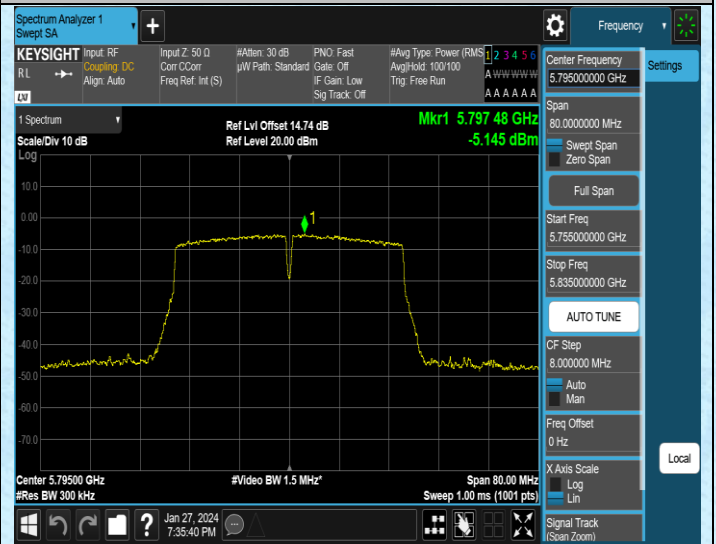 Spectrum Analyzer 1
Swept SA
+
Frequency
KEYSIGHT
RL
LXI
Input: RF
Coupling: DC
Align: Auto
Input Z: 50 Ω
Corr CCorr
Freq Ref: Int (S)
#Atten: 30 dB
µW Path: Standard
PNO: Fast
Gate: Off
IF Gain: Low
Sig Track: Off
#Avg Type: Power (RMS
Avg|Hold: 100/100
Trig: Free Run
1 2 3 4 5 6
A W W W W W
A A A A A A
1 Spectrum
Scale/Div 10 dB
Log
Ref Lvl Offset 14.74 dB
Ref Level 20.00 dBm
Mkr1 5.797 48 GHz
-5.145 dBm
1
10.0
0.00
-10.0
-20.0
-30.0
-40.0
-50.0
-60.0
-70.0
Center 5.79500 GHz
#Res BW 300 kHz
#Video BW 1.5 MHz*
Span 80.00 MHz
Sweep 1.00 ms (1001 pts)
?
Jan 27, 2024
7:35:40 PM
Center Frequency
5.795000000 GHz
Settings
Span
80.0000000 MHz
Swept Span
Zero Span
Full Span
Start Freq
5.755000000 GHz
Stop Freq
5.835000000 GHz
AUTO TUNE
CF Step
8.000000 MHz
Auto
Man
Freq Offset
0 Hz
X Axis Scale
Log
Lin
Local
Signal Track
(Span Zoom)